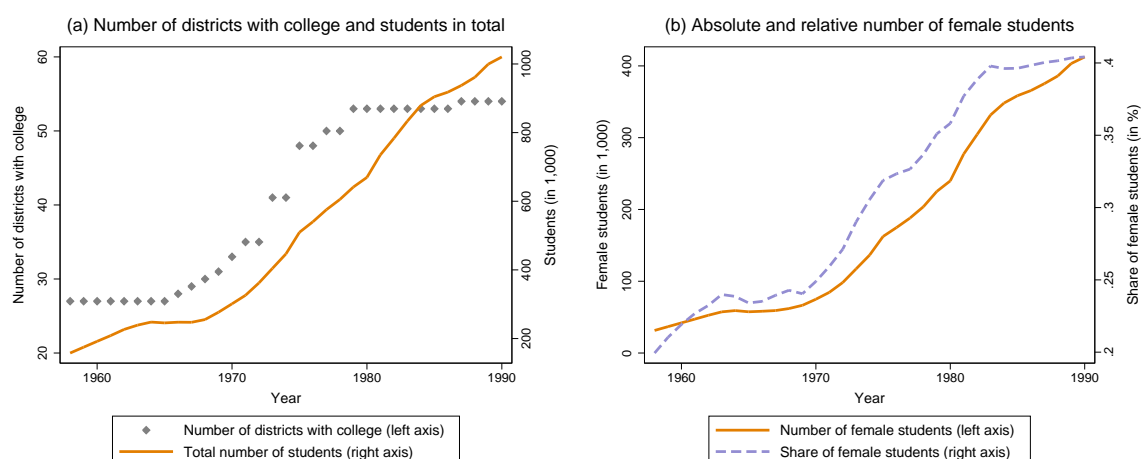 (a) Number of districts with college and students in total
60
50
40
30
20
Number of districts with college
1000
800
600
400
200
Students (in 1,000)
1960
1970
1980
1990
Year
Number of districts with college (left axis)
Total number of students (right axis)
(b) Absolute and relative number of female students
400
300
200
100
0
Female students (in 1,000)
.4
.35
.3
.25
.2
Share of female students (in %)
1960
1970
1980
1990
Year
Number of female students (left axis)
Share of female students (right axis)